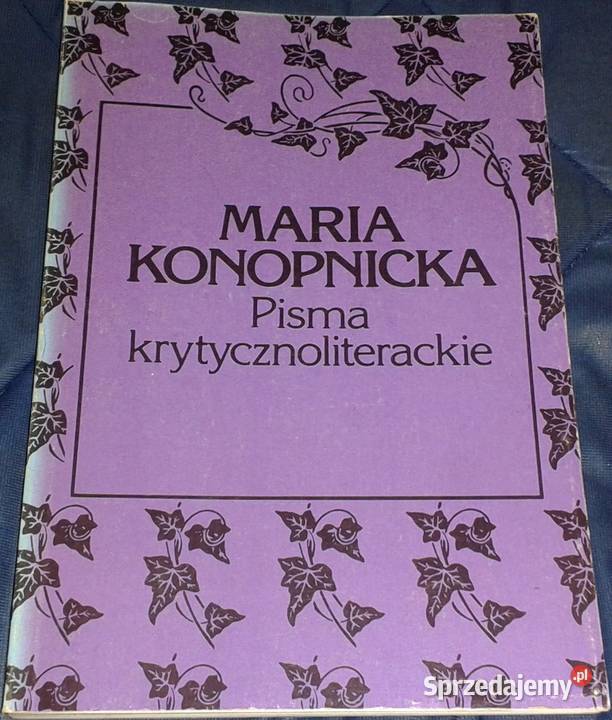 MARIA
KONOPNICKA
Pisma
krytycznoliterackie
Sprzedajemy.pl